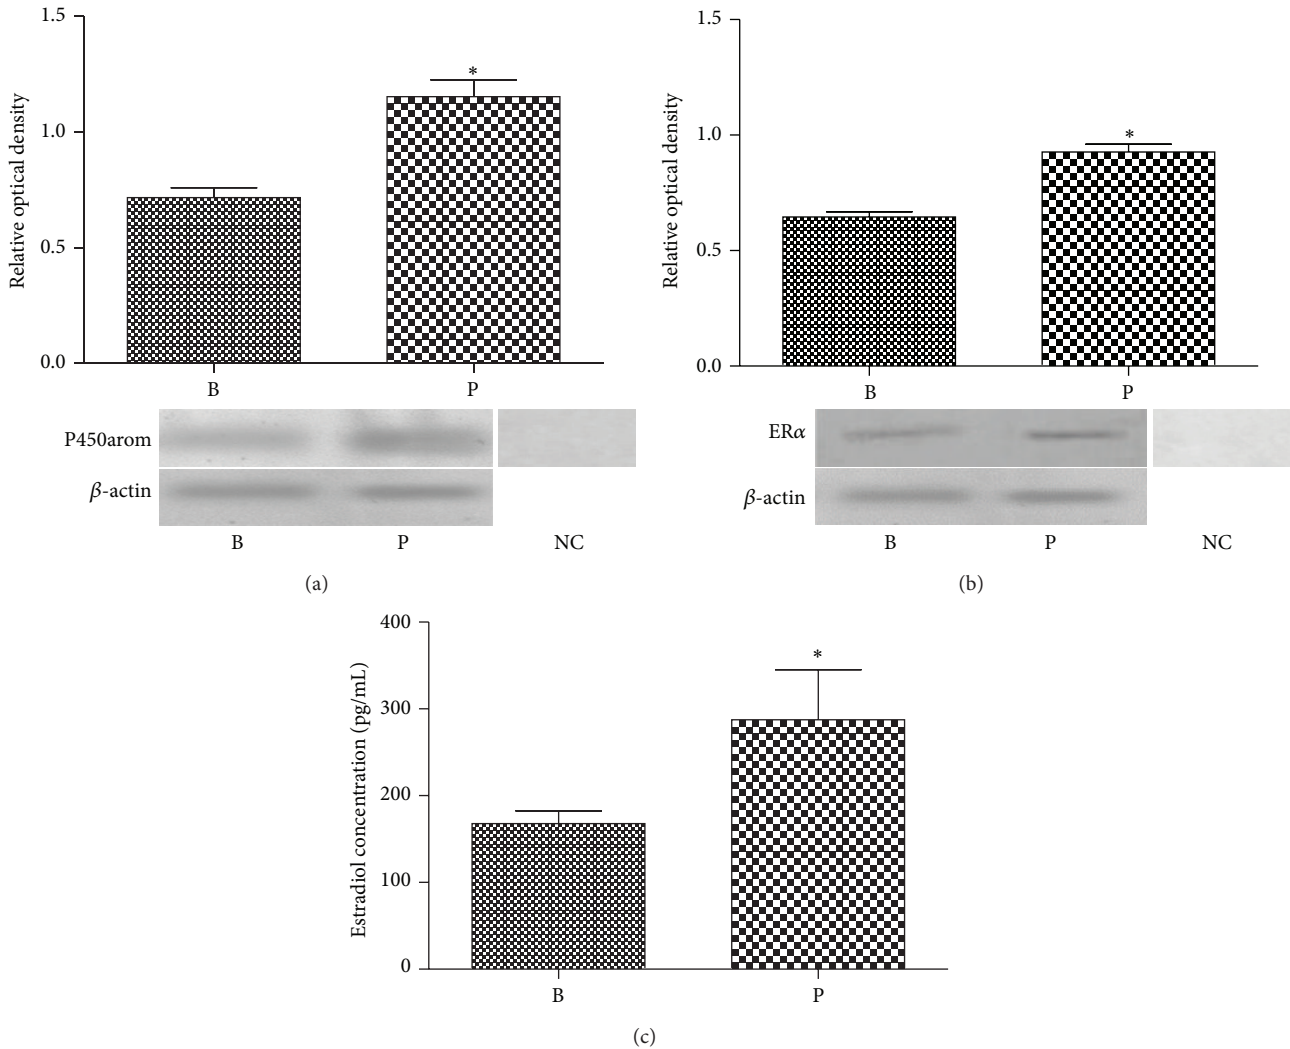 1.5
1.0
0.5
0.0
Relative optical density
*
B
P
P450arom
β-actin
B
P
NC
(a)
1.5
1.0
0.5
0.0
Relative optical density
*
B
P
ERα
β-actin
B
P
NC
(b)
400
300
200
100
0
Estradiol concentration (pg/mL)
*
B
P
(c)